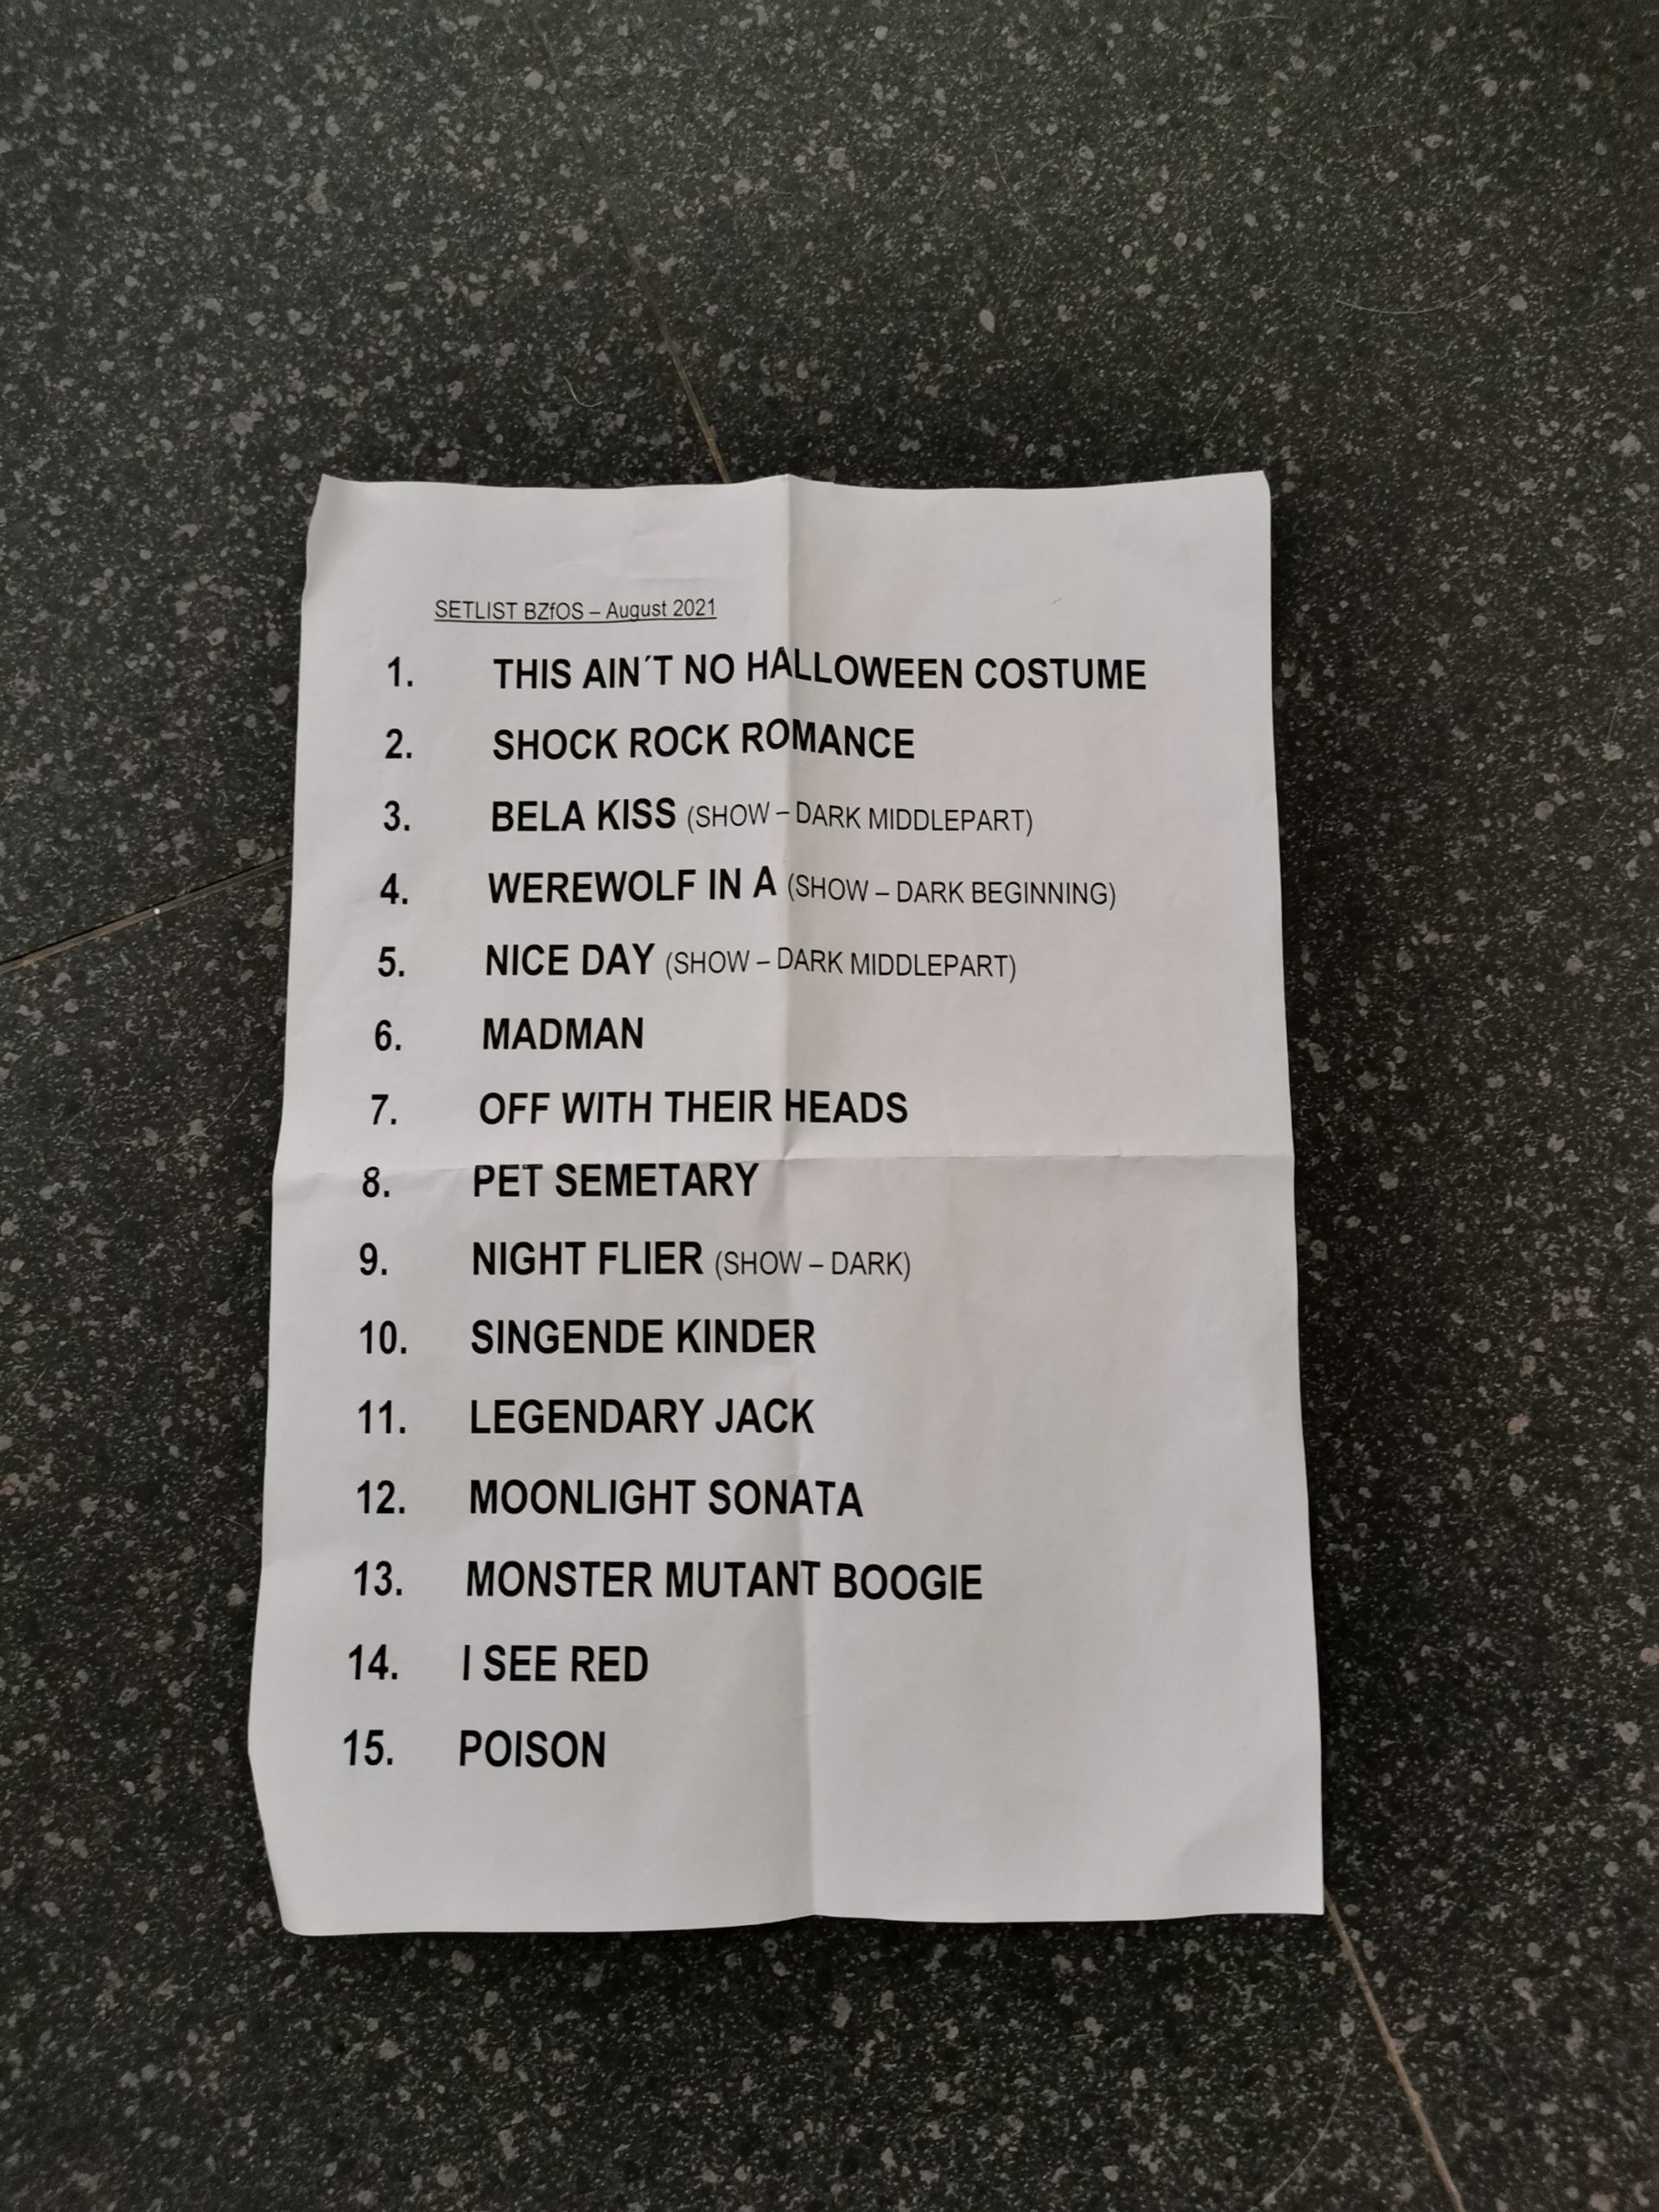 SETLIST BZfOS – August 2021
1. THIS AIN´T NO HALLOWEEN COSTUME
2. SHOCK ROCK ROMANCE
3. BELA KISS (SHOW – DARK MIDDLEPART)
4. WEREWOLF IN A (SHOW – DARK BEGINNING)
5. NICE DAY (SHOW – DARK MIDDLEPART)
6. MADMAN
7. OFF WITH THEIR HEADS
8. PET SEMETARY
9. NIGHT FLIER (SHOW – DARK)
10. SINGENDE KINDER
11. LEGENDARY JACK
12. MOONLIGHT SONATA
13. MONSTER MUTANT BOOGIE
14. I SEE RED
15. POISON